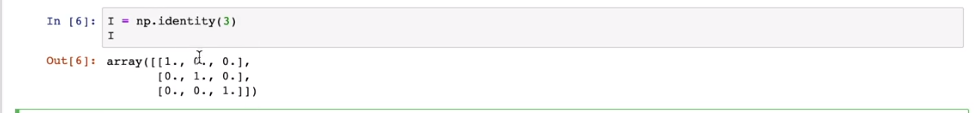 In [6]: I = np.identity(3)
I
Out[6]: array([[1., 0., 0.],
[0., 1., 0.],
[0., 0., 1.]])